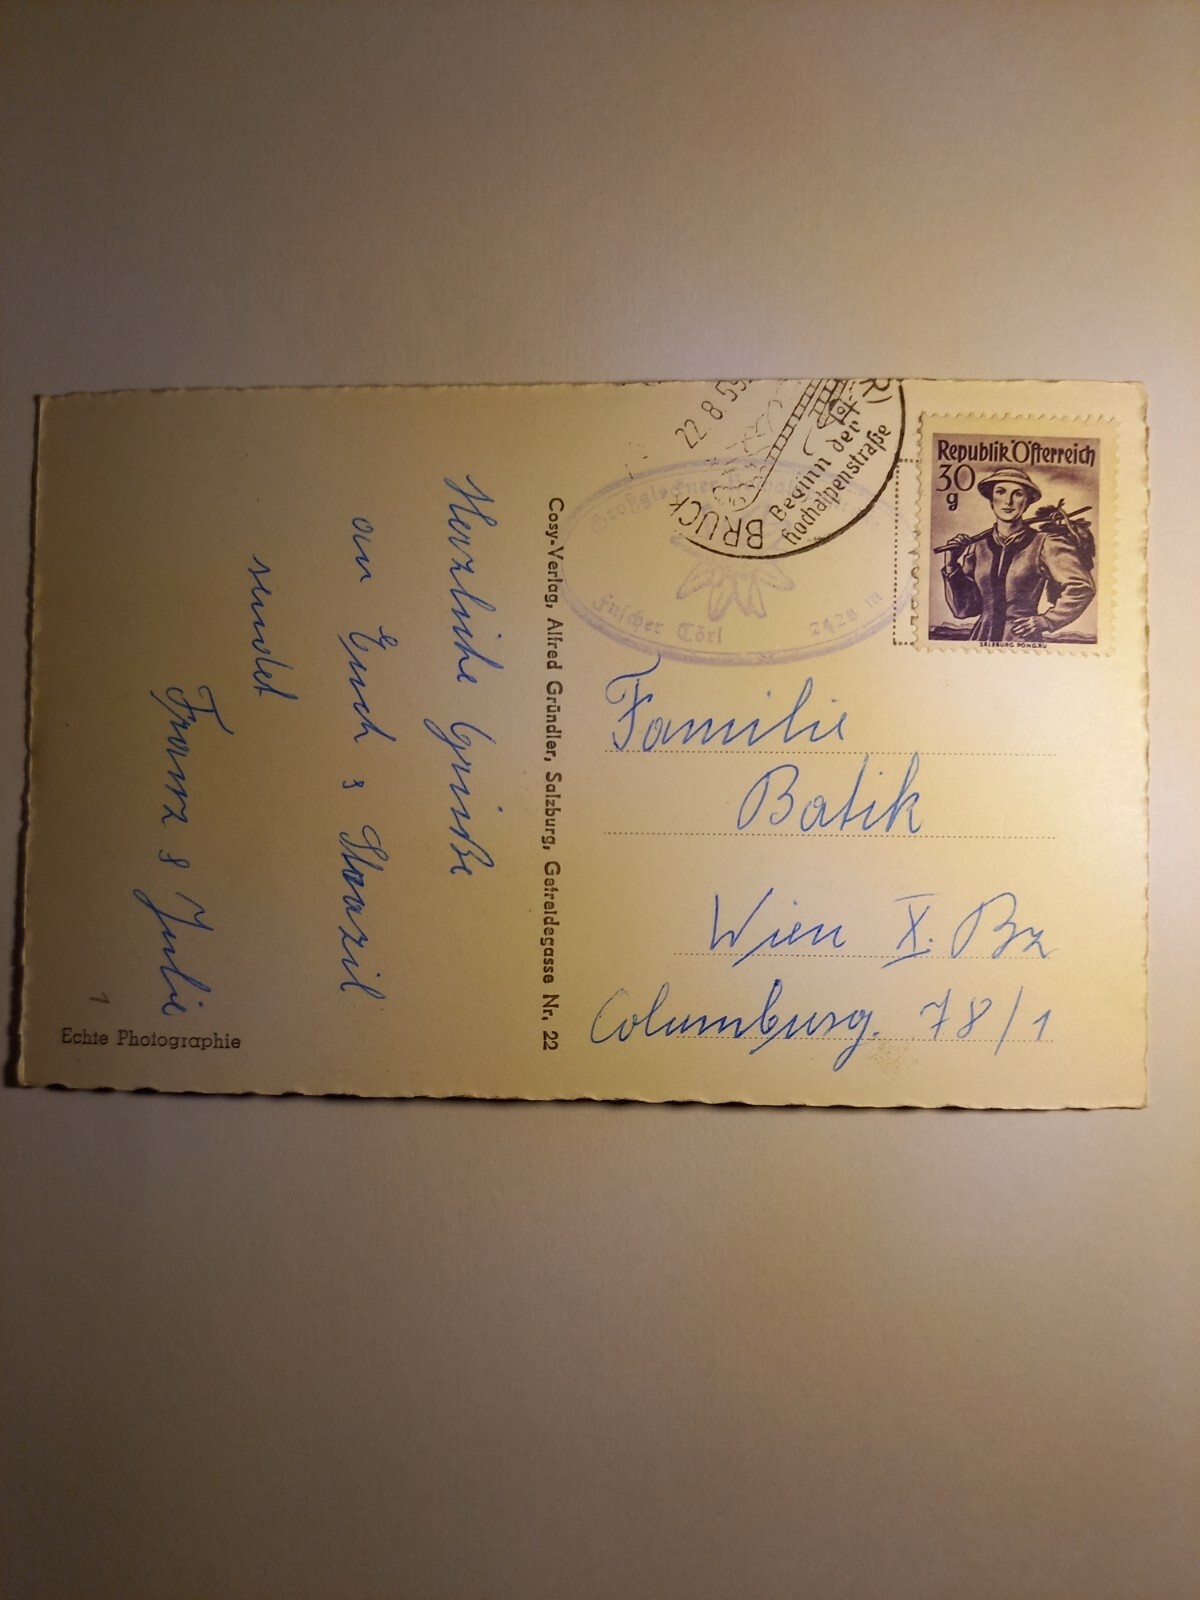 Herzliche Grüße
an Euch &
sendet
Franz & Julie
Echte Photographie
1
Cosy-Verlag, Alfred Gründler, Salzburg, Getreidegasse Nr. 22
22.8.5
BRUCK
Beginn der
Hochalpenstraße
Fuscher Törl 2428 m
Republik Österreich
30
g
SALZBURG PONGAU
Familie
Batik
Wien X. Bz
Columbusg. 78/1